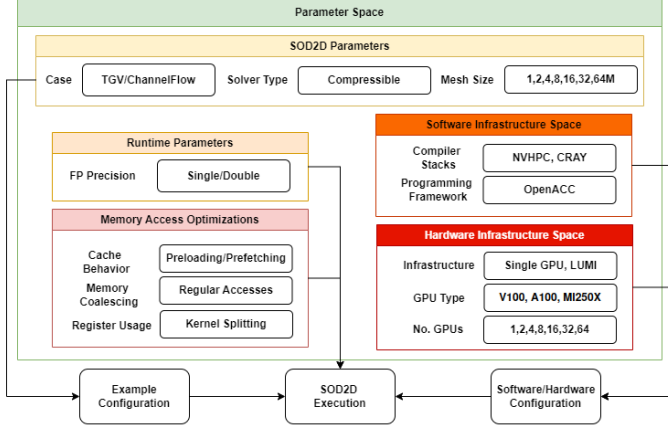 Parameter Space
SOD2D Parameters
Case
TGV/ChannelFlow
Solver Type
Compressible
Mesh Size
1,2,4,8,16,32,64M
Runtime Parameters
FP Precision
Single/Double
Memory Access Optimizations
Cache
Behavior
Preloading/Prefetching
Memory
Coalescing
Regular Accesses
Register Usage
Kernel Splitting
Software Infrastructure Space
Compiler
Stacks
NVHPC, CRAY
Programming
Framework
OpenACC
Hardware Infrastructure Space
Infrastructure
Single GPU, LUMI
GPU Type
V100, A100, MI250X
No. GPUs
1,2,4,8,16,32,64
Example
Configuration
SOD2D
Execution
Software/Hardware
Configuration